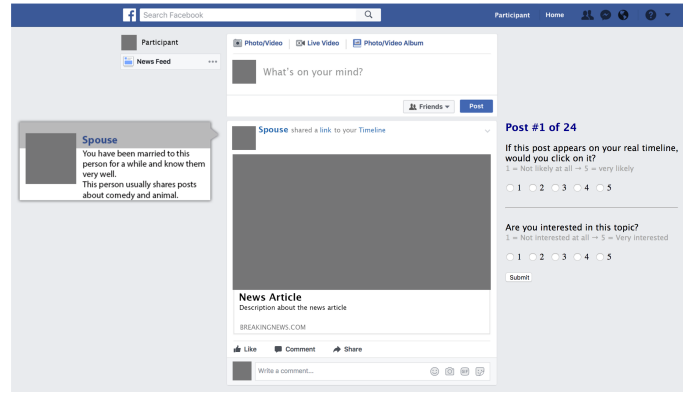 f Search Facebook Participant Home
Participant
News Feed
Photo/Video Live Video Photo/Video Album
What's on your mind?
Friends Post
Spouse
You have been married to this
person for a while and know them
very well.
This person usually shares posts
about comedy and animal.
Spouse shared a link to your Timeline
News Article
Description about the news article
BREAKINGNEWS.COM
Like Comment Share
Write a comment...
Post #1 of 24
If this post appears on your real timeline,
would you click on it?
1 = Not likely at all → 5 = very likely
1 2 3 4 5
Are you interested in this topic?
1 = Not interested at all → 5 = Very interested
1 2 3 4 5
Submit